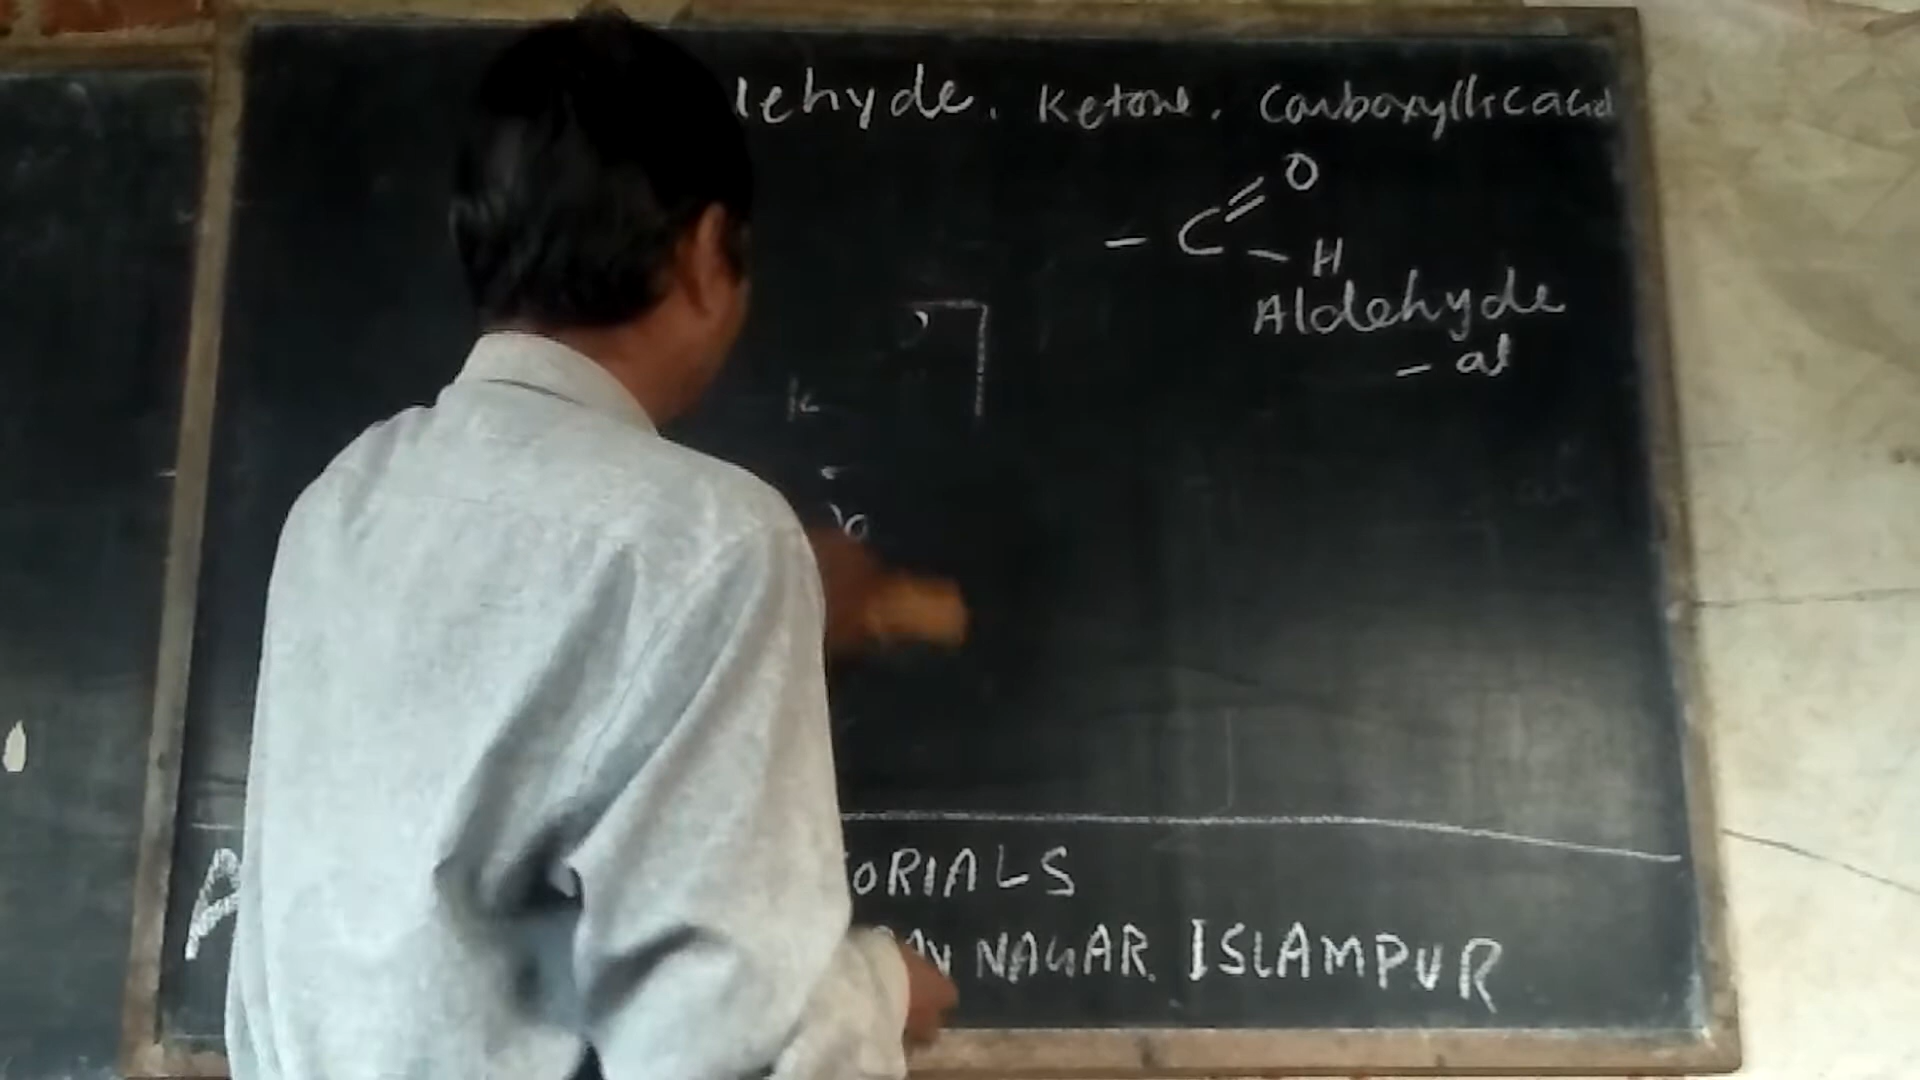 lehyde. Ketone. Carboxyllic acid
O
- C
- H
Aldehyde
- al
ORIALS
NAGAR. ISLAMPUR